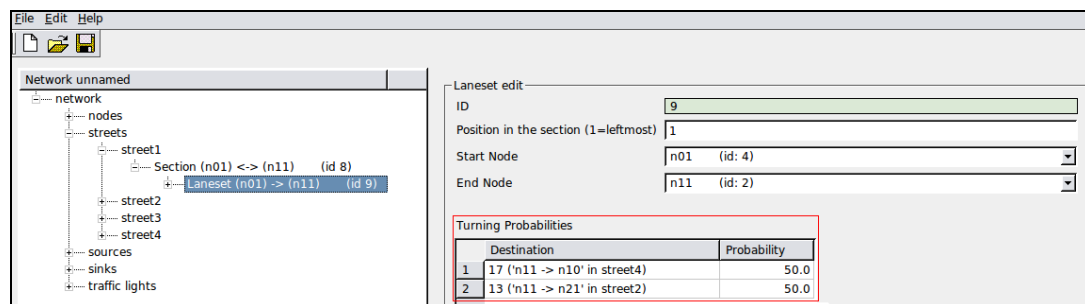 File Edit Help
Network unnamed
network
nodes
streets
street1
Section (n01) <-> (n11) (id 8)
Laneset (n01) -> (n11) (id 9)
street2
street3
street4
sources
sinks
traffic lights
Laneset edit
ID 9
Position in the section (1=leftmost) 1
Start Node n01 (id: 4)
End Node n11 (id: 2)
Turning Probabilities
Destination Probability
1 17 ('n11 -> n10' in street4) 50.0
2 13 ('n11 -> n21' in street2) 50.0